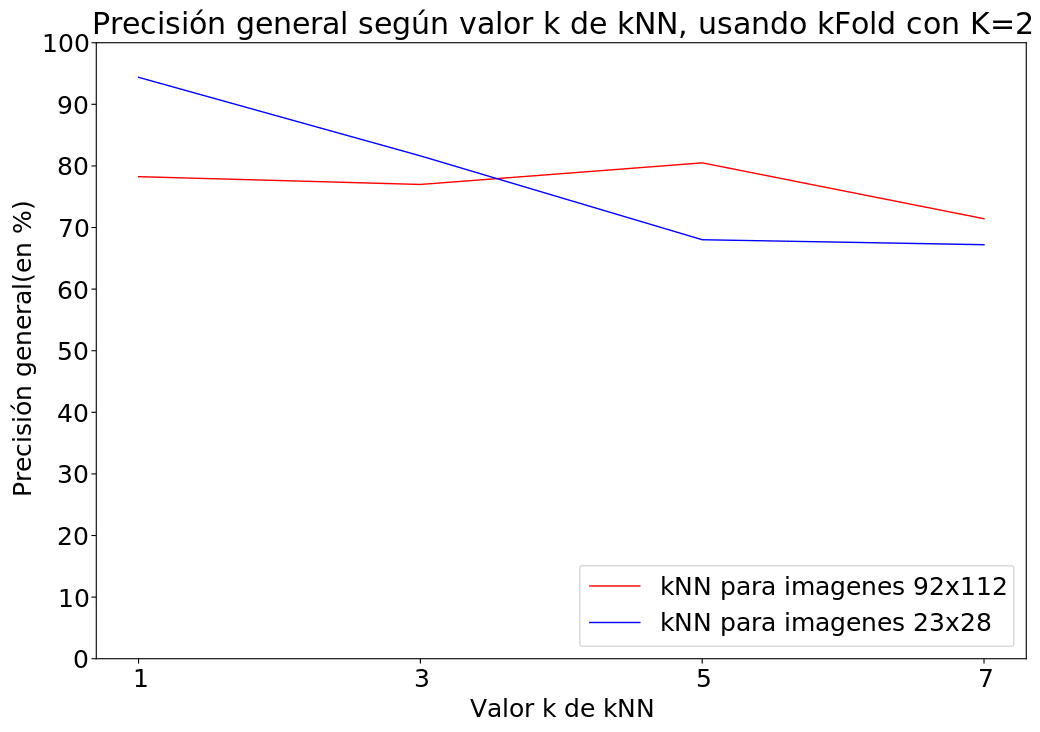 Precisión general según valor k de kNN, usando kFold con K=2
Precisión general(en %)
100
90
80
70
60
50
40
30
20
10
0
1 3 5 7
Valor k de kNN
kNN para imagenes 92x112
kNN para imagenes 23x28